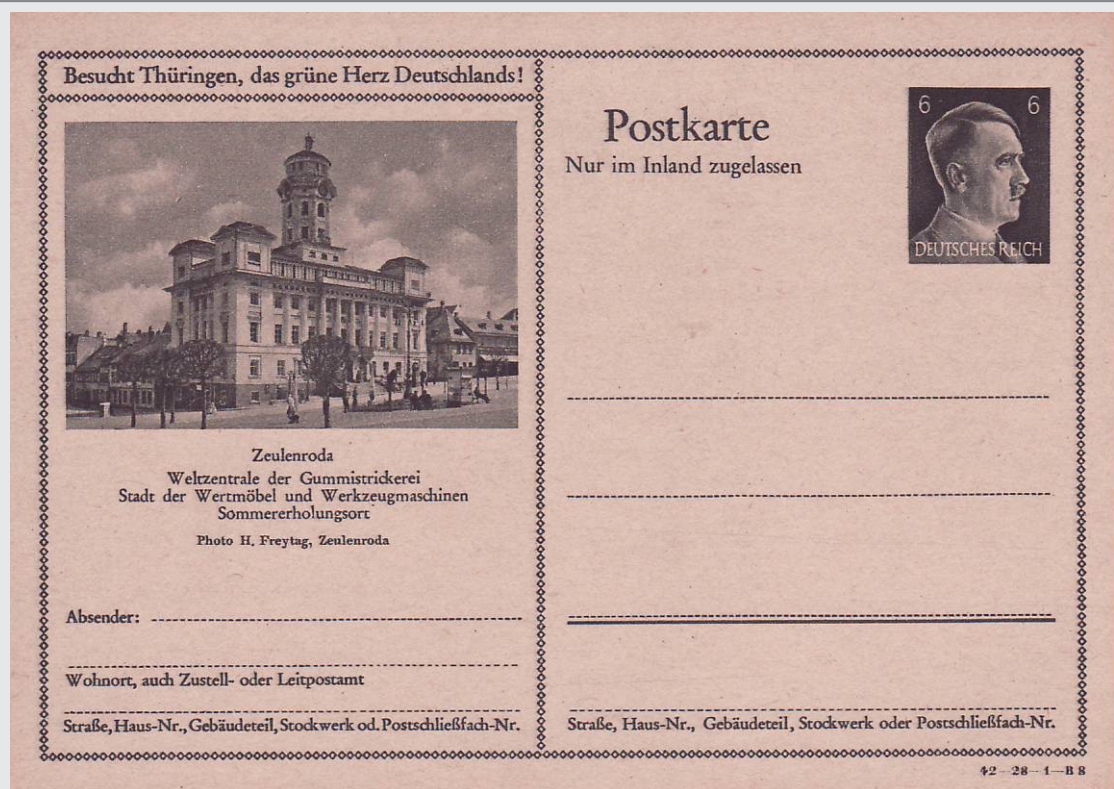 Besucht Thüringen, das grüne Herz Deutschlands!
Zeulenroda
Weltzentrale der Gummistrickerei
Stadt der Wertmöbel und Werkzeugmaschinen
Sommererholungsort
Photo H. Freytag, Zeulenroda
Absender:
Wohnort, auch Zustell- oder Leitpostamt
Straße, Haus-Nr., Gebäudeteil, Stockwerk od. Postschließfach-Nr.
Postkarte
Nur im Inland zugelassen
6 6
DEUTSCHES REICH
Straße, Haus-Nr., Gebäudeteil, Stockwerk oder Postschließfach-Nr.
42—28—1—B 8